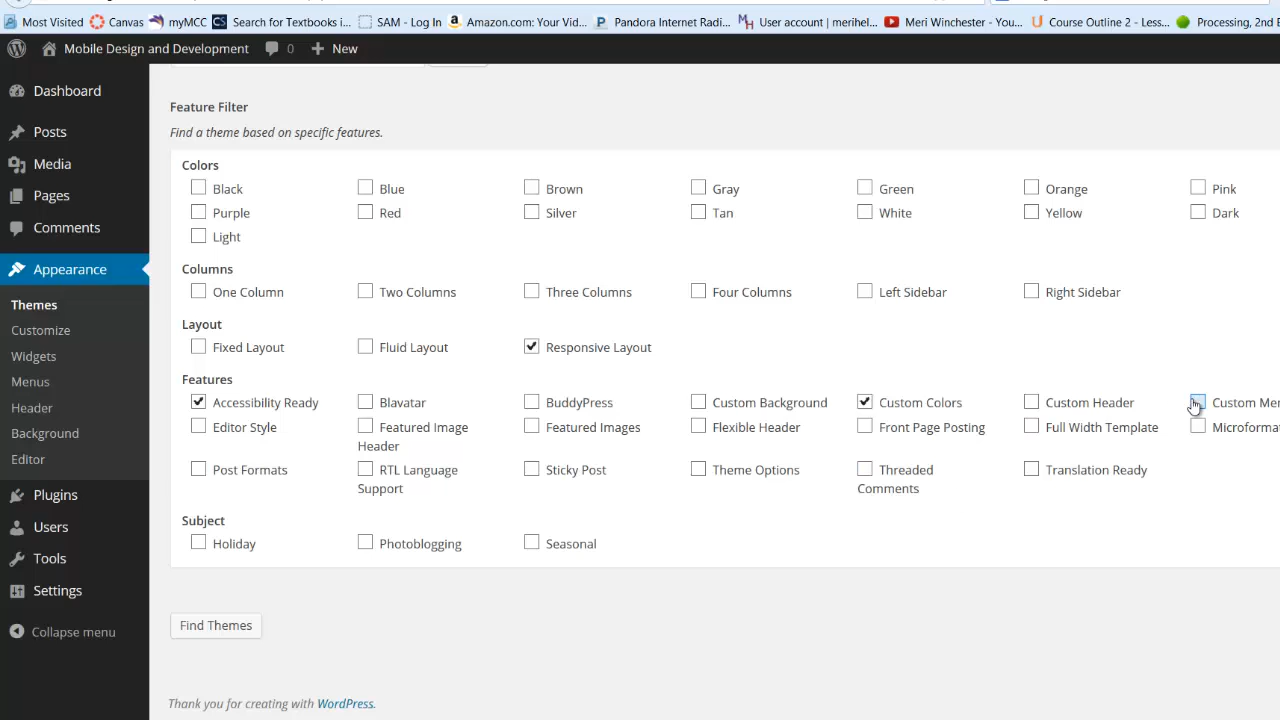 Most Visited Canvas myMCC Search for Textbooks i... SAM - Log In Amazon.com: Your Vid... Pandora Internet Radi... User account | merihel... Meri Winchester - You... Course Outline 2 - Less... Processing, 2nd E
Mobile Design and Development 0 New
Dashboard
Posts
Media
Pages
Comments
Appearance
Themes
Customize
Widgets
Menus
Header
Background
Editor
Plugins
Users
Tools
Settings
Collapse menu
Feature Filter
Find a theme based on specific features.
Colors
Black Blue Brown Gray Green Orange Pink
Purple Red Silver Tan White Yellow Dark
Light
Columns
One Column Two Columns Three Columns Four Columns Left Sidebar Right Sidebar
Layout
Fixed Layout Fluid Layout Responsive Layout
Features
Accessibility Ready Blavatar BuddyPress Custom Background Custom Colors Custom Header Custom Men
Editor Style Featured Image Featured Images Flexible Header Front Page Posting Full Width Template Microformat
Header
Post Formats RTL Language Sticky Post Theme Options Threaded Translation Ready
Support Comments
Subject
Holiday Photoblogging Seasonal
Find Themes
Thank you for creating with WordPress.